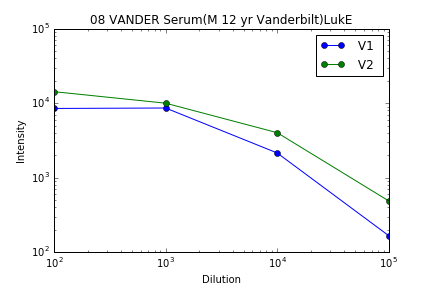 08 VANDER Serum(M 12 yr Vanderbilt)LukE
10^5
10^4
10^3
10^2
Intensity
V1
V2
10^2 10^3 10^4 10^5
Dilution